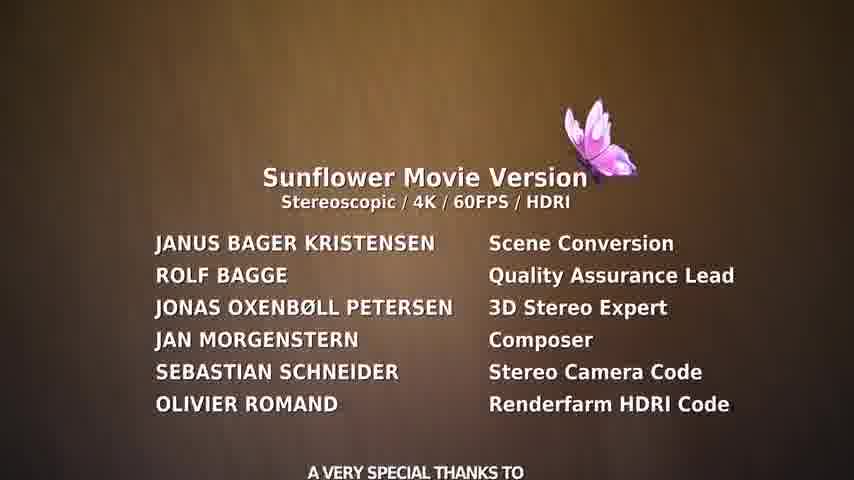 Sunflower Movie Version
Stereoscopic / 4K / 60FPS / HDRI
JANUS BAGER KRISTENSEN Scene Conversion
ROLF BAGGE Quality Assurance Lead
JONAS OXENBØLL PETERSEN 3D Stereo Expert
JAN MORGENSTERN Composer
SEBASTIAN SCHNEIDER Stereo Camera Code
OLIVIER ROMAND Renderfarm HDRI Code
A VERY SPECIAL THANKS TO